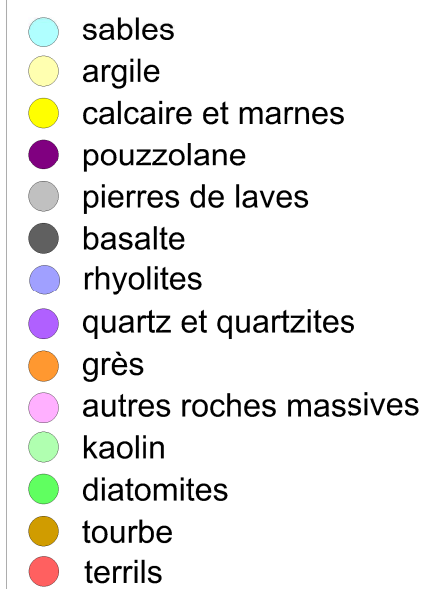 sables
argile
calcaire et marnes
pouzzolane
pierres de laves
basalte
rhyolites
quartz et quartzites
grès
autres roches massives
kaolin
diatomites
tourbe
terrils